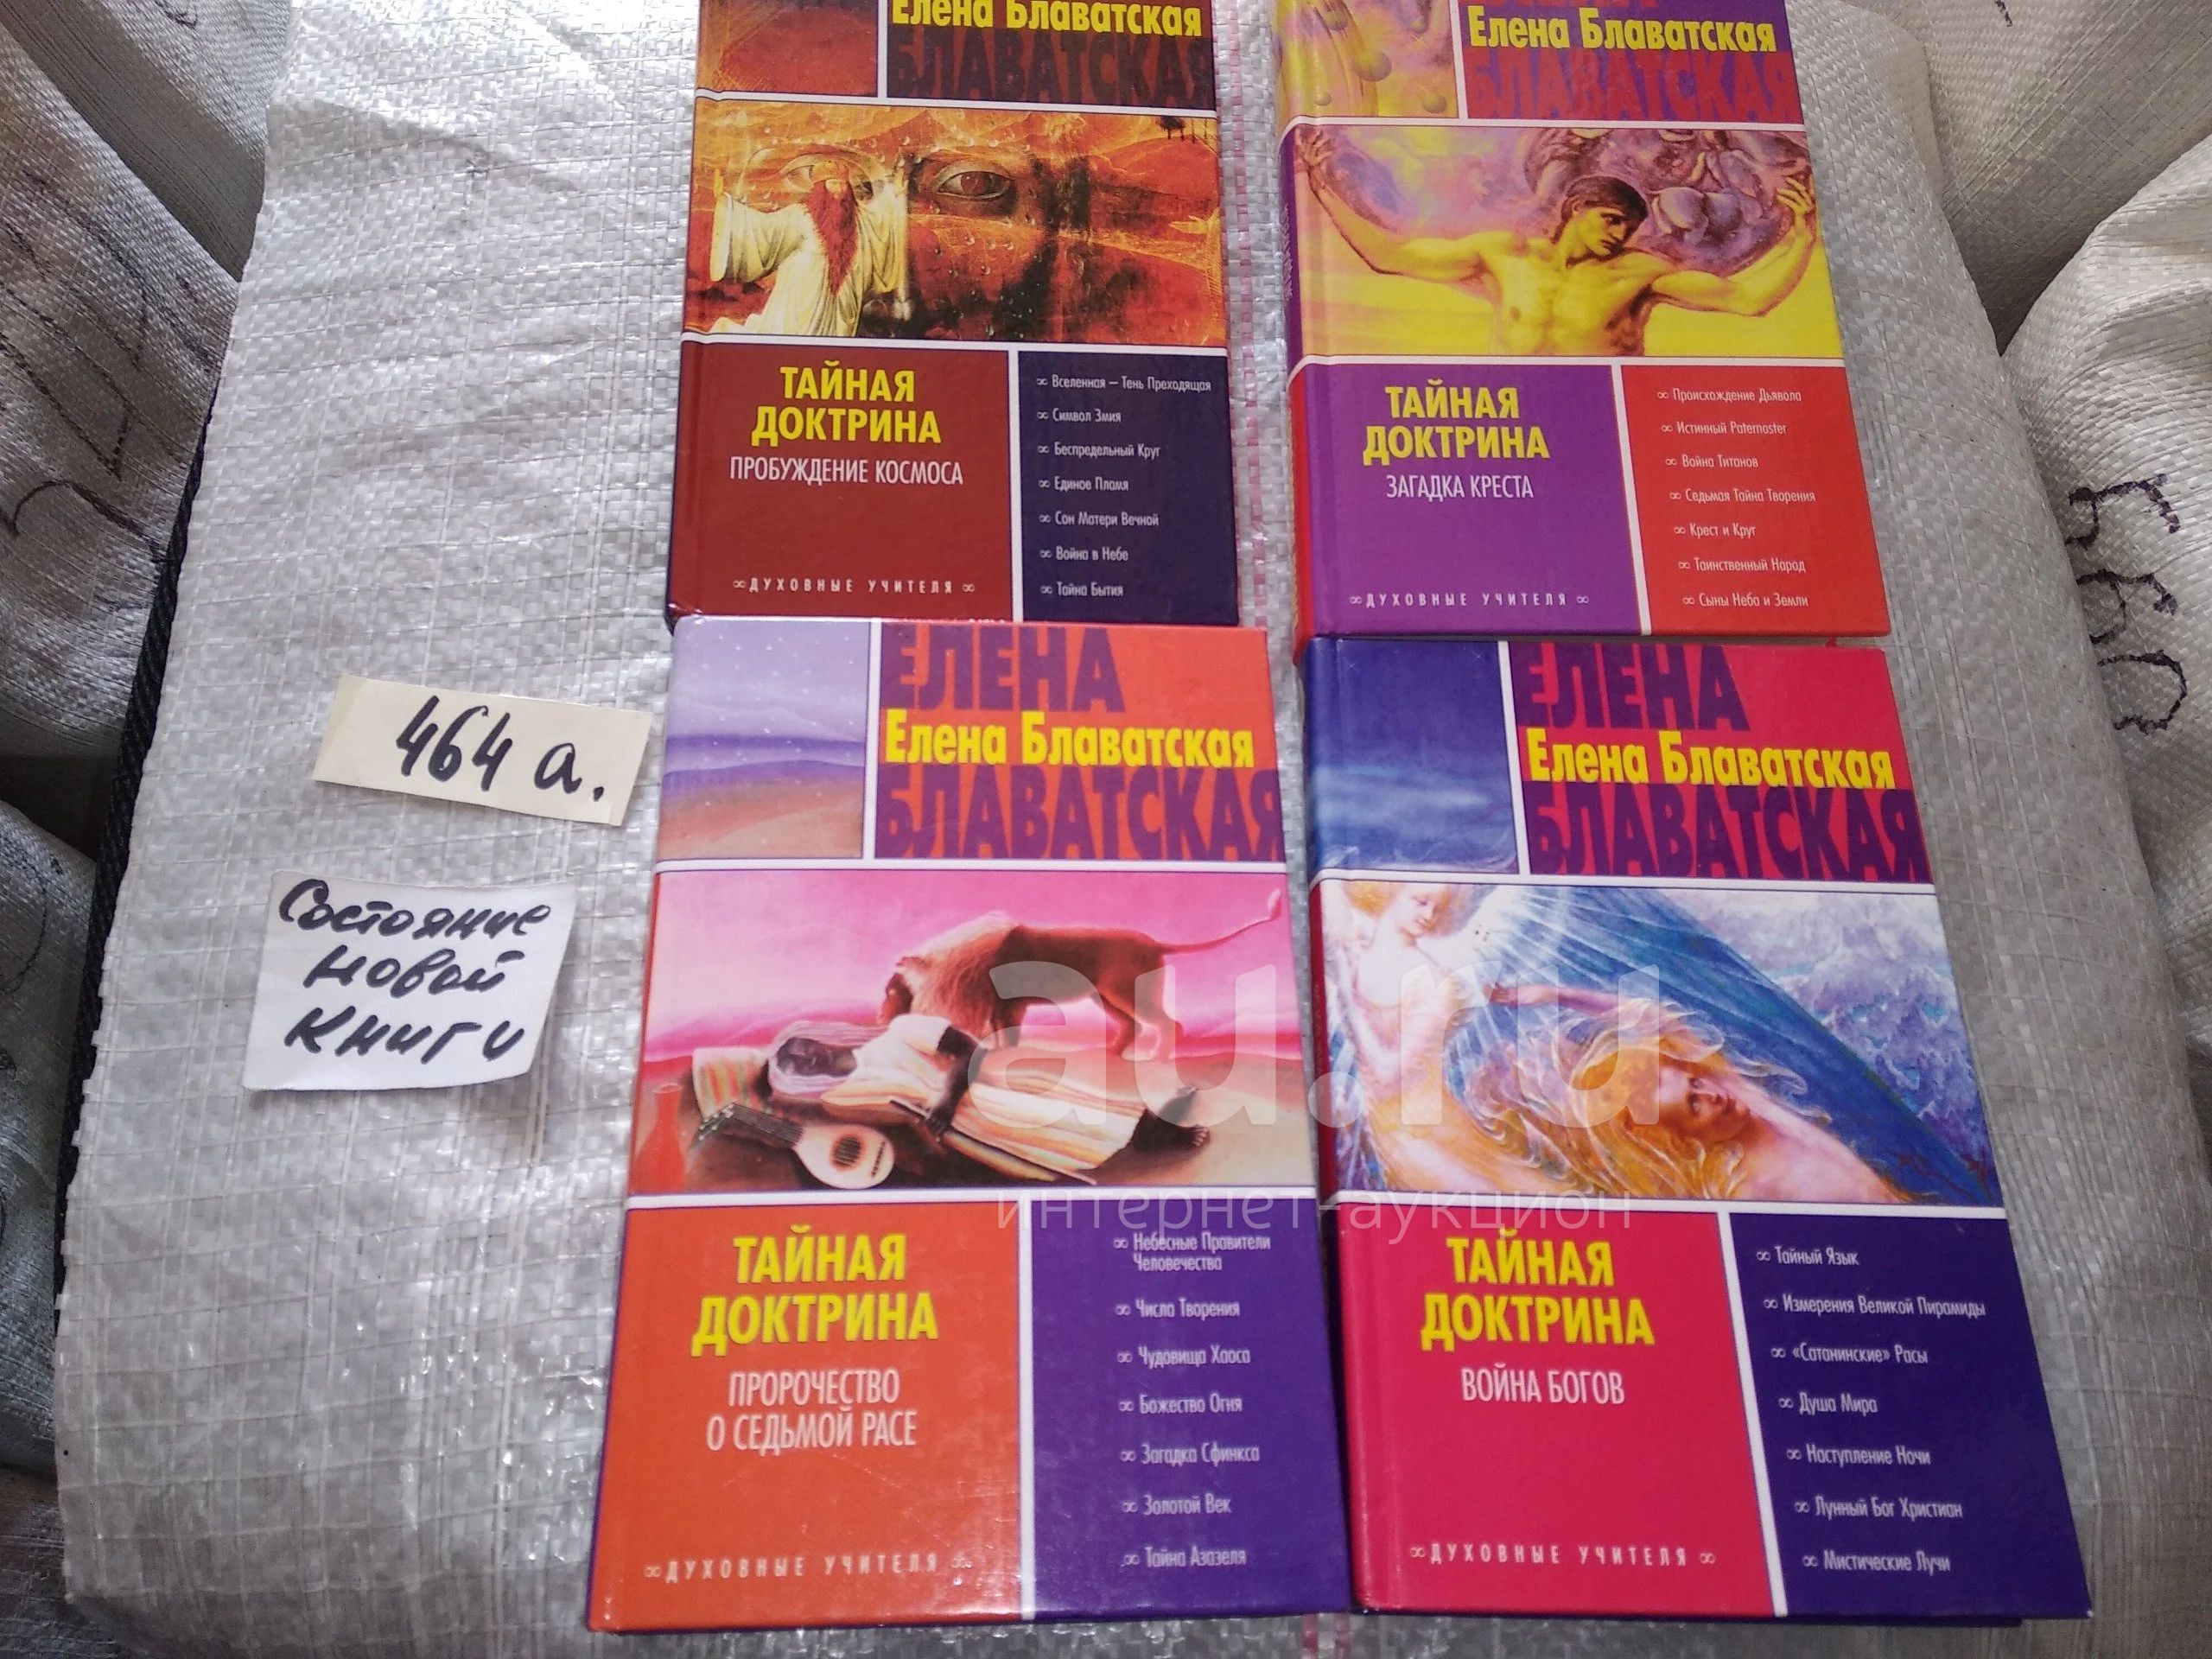 Елена Блаватская
БЛАВАТСКАЯ
ТАЙНАЯ
ДОКТРИНА
ПРОБУЖДЕНИЕ КОСМОСА
∞ДУХОВНЫЕ УЧИТЕЛЯ∞
∞ Вселенная – Тень Преходящая
∞ Символ Змия
∞ Беспредельный Круг
∞ Единое Пламя
∞ Сон Матери Вечной
∞ Война в Небе
∞ Тайна Бытия
Елена Блаватская
БЛАВАТСКАЯ
ТАЙНАЯ
ДОКТРИНА
ЗАГАДКА КРЕСТА
∞ДУХОВНЫЕ УЧИТЕЛЯ∞
∞ Происхождение Дьявола
∞ Истинный Paternoster
∞ Война Титанов
∞ Седьмая Тайна Творения
∞ Крест и Круг
∞ Таинственный Народ
∞ Сыны Неба и Земли
464 а.
Состояние
новой
книги
ЕЛЕНА
Елена Блаватская
БЛАВАТСКАЯ
ТАЙНАЯ
ДОКТРИНА
ПРОРОЧЕСТВО
О СЕДЬМОЙ РАСЕ
∞ДУХОВНЫЕ УЧИТЕЛЯ∞
∞ Небесные Правители
Человечества
∞ Числа Творения
∞ Чудовища Хаоса
∞ Божество Огня
∞ Загадка Сфинкса
∞ Золотой Век
∞ Тайна Азазеля
ЕЛЕНА
Елена Блаватская
БЛАВАТСКАЯ
ТАЙНАЯ
ДОКТРИНА
ВОЙНА БОГОВ
∞ДУХОВНЫЕ УЧИТЕЛЯ∞
∞ Тайный Язык
∞ Измерения Великой Пирамиды
∞ «Сатанинские» Расы
∞ Душа Мира
∞ Наступление Ночи
∞ Лунный Бог Христиан
∞ Мистические Лучи
au.ru
интернет-аукцион